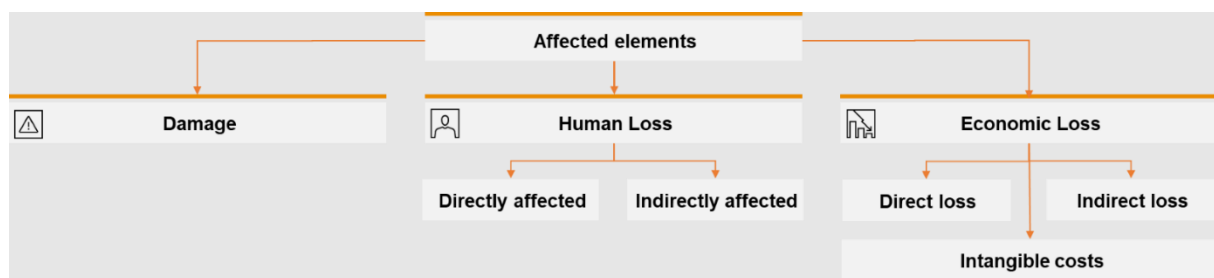 Affected elements
Damage
Human Loss
Economic Loss
Directly affected
Indirectly affected
Direct loss
Indirect loss
Intangible costs